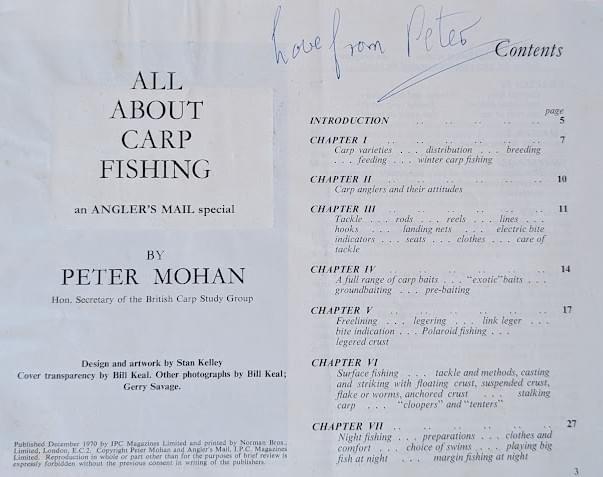 ALL
ABOUT
CARP
FISHING
an ANGLER'S MAIL special
BY
PETER MOHAN
Hon. Secretary of the British Carp Study Group
Design and artwork by Stan Kelley
Cover transparency by Bill Keal. Other photographs by Bill Keal;
Gerry Savage.
Published December 1970 by IPC Magazines Limited and printed by Norman Bros.,
Limited, London, E.C.2. Copyright Peter Mohan and Angler's Mail, I.P.C. Magazines
Limited. Reproduction in whole or part other than for the purposes of brief review is
expressly forbidden without the previous consent in writing of the publishers.
Love from Peter
Contents
page
INTRODUCTION .. .. .. .. .. 5
CHAPTER I .. .. .. .. .. .. 7
Carp varieties . . . distribution . . . breeding
. . . feeding . . . winter carp fishing
CHAPTER II .. .. .. .. .. .. 10
Carp anglers and their attitudes
CHAPTER III .. .. .. .. .. .. 11
Tackle . . . rods . . . reels . . . lines . . .
hooks . . . landing nets . . . electric bite
indicators . . . seats . . . clothes . . . care of
tackle
CHAPTER IV .. .. .. .. .. .. 14
A full range of carp baits . . . "exotic" baits . . .
groundbaiting . . . pre-baiting
CHAPTER V .. .. .. .. .. .. 17
Freelining . . . legering . . . link leger . . .
bite indication . . . Polaroid fishing . . .
legered crust
CHAPTER VI
Surface fishing . . . tackle and methods, casting
and striking with floating crust, suspended crust,
flake or worms, anchored crust . . . stalking
carp . . . "cloopers" and "tenters"
CHAPTER VII .. .. .. .. .. .. 27
Night fishing . . . preparations . . . clothes and
comfort . . . choice of swims . . . playing big
fish at night . . . margin fishing at night
3